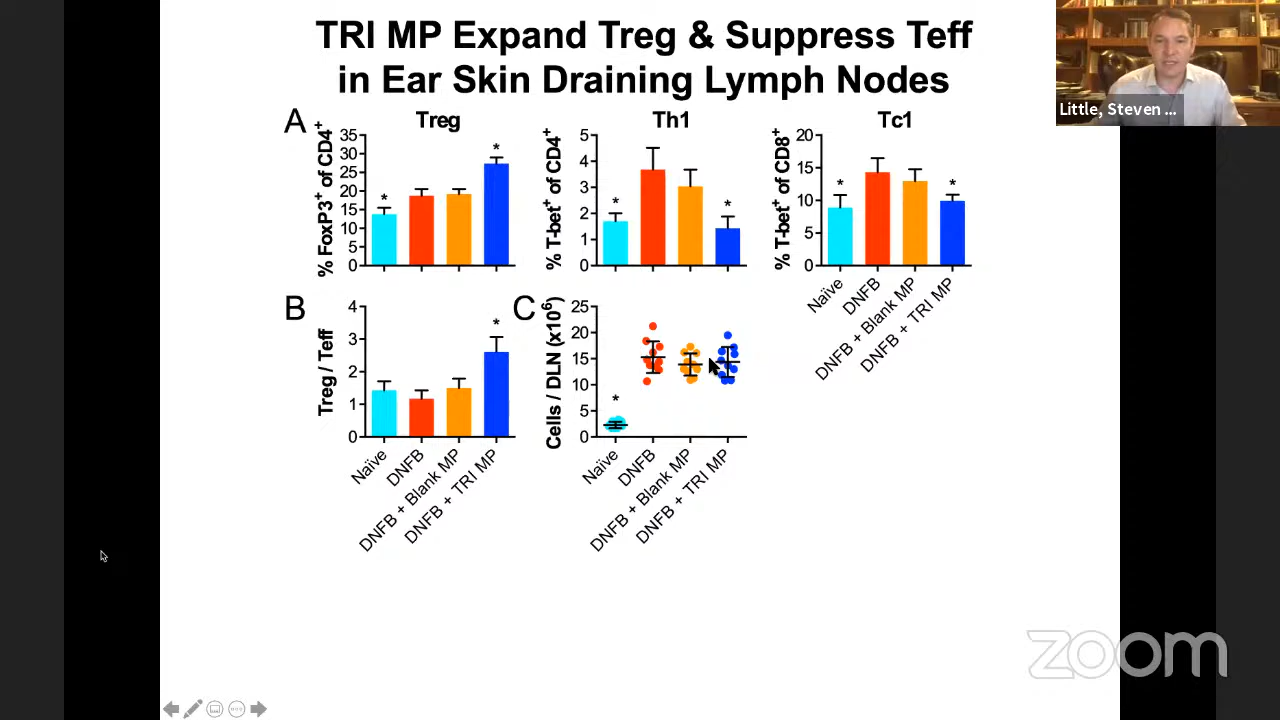 TRI MP Expand Treg & Suppress Teff
in Ear Skin Draining Lymph Nodes
Little, Steven ...
A
Treg
% FoxP3⁺ of CD4⁺
35
30
25
20
15
10
5
0
*
*
Th1
% T-bet⁺ of CD4⁺
5
4
3
2
1
0
*
*
Tc1
% T-bet⁺ of CD8⁺
20
15
10
5
0
*
*
Naïve
DNFB
DNFB + Blank MP
DNFB + TRI MP
B
Treg / Teff
4
3
2
1
0
*
Naïve
DNFB
DNFB + Blank MP
DNFB + TRI MP
C
Cells / DLN (x10⁶)
25
20
15
10
5
0
*
Naïve
DNFB
DNFB + Blank MP
DNFB + TRI MP
zoom